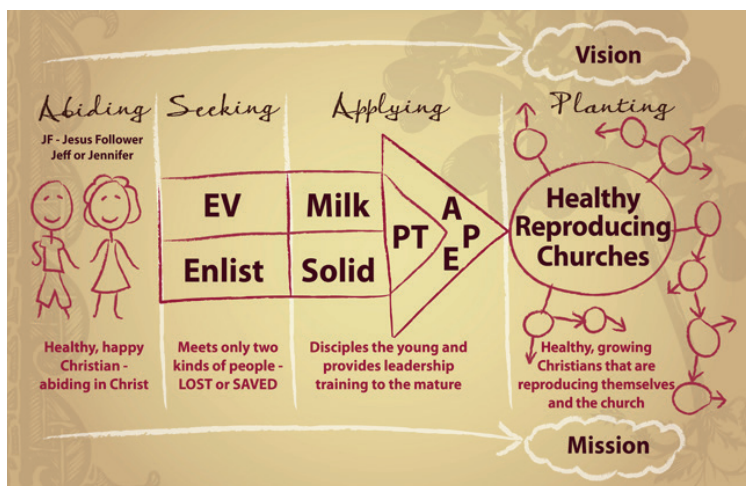 Vision
Abiding
Seeking
Applying
Planting
JF - Jesus Follower
Jeff or Jennifer
EV
Milk
Enlist
Solid
PT
A
P
E
Healthy
Reproducing
Churches
Healthy, happy
Christian -
abiding in Christ
Meets only two
kinds of people -
LOST or SAVED
Disciples the young and
provides leadership
training to the mature
Healthy, growing
Christians that are
reproducing themselves
and the church
Mission